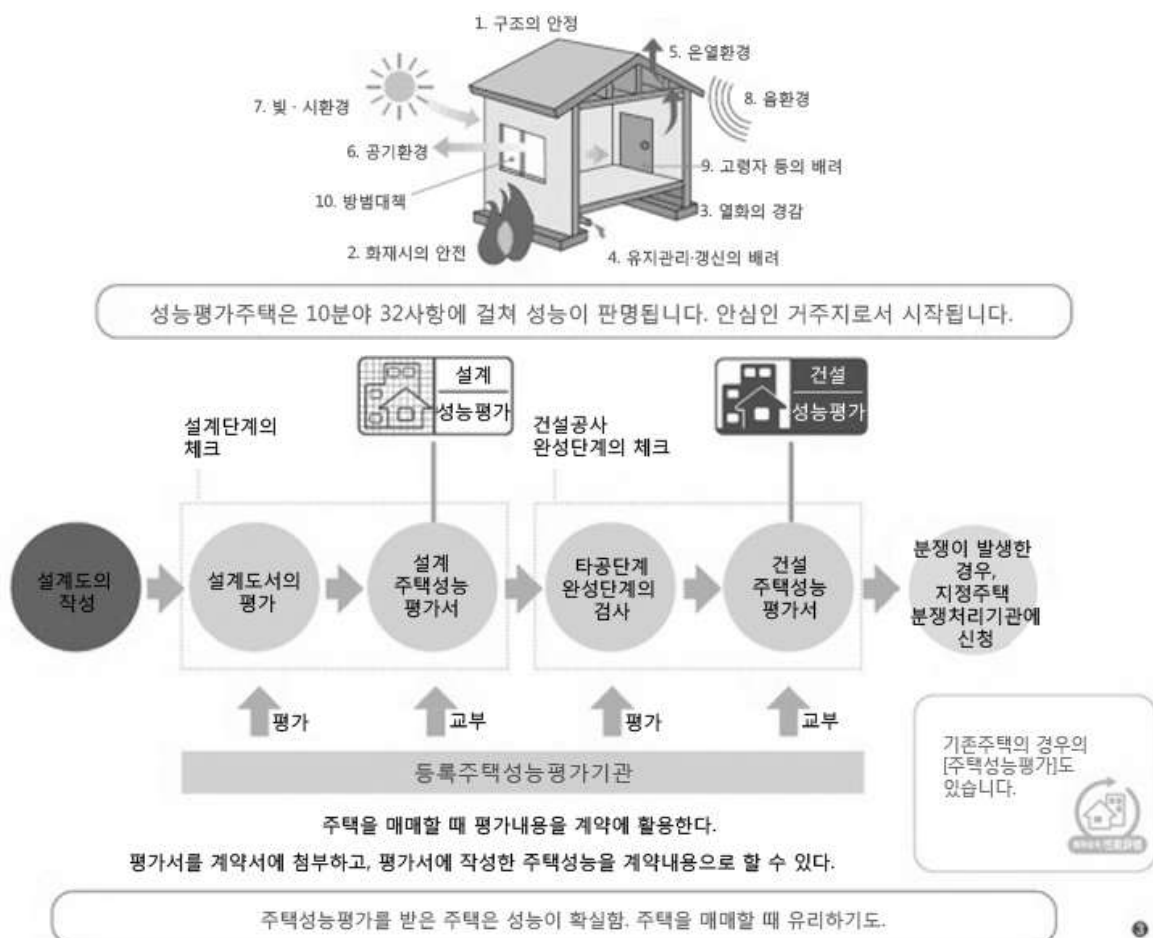 1. 구조의 안정
5. 온열환경
7. 빛 · 시환경
8. 음환경
6. 공기환경
9. 고령자 등의 배려
10. 방범대책
3. 열화의 경감
2. 화재시의 안전
4. 유지관리·갱신의 배려
성능평가주택은 10분야 32사항에 걸쳐 성능이 판명됩니다. 안심인 거주지로서 시작됩니다.
설계
성능평가
건설
성능평가
설계단계의
체크
건설공사
완성단계의 체크
설계도의
작성
설계도서의
평가
설계
주택성능
평가서
타공단계
완성단계의
검사
건설
주택성능
평가서
분쟁이 발생한
경우,
지정주택
분쟁처리기관에
신청
평가
교부
평가
교부
등록주택성능평가기관
기존주택의 경우의
[주택성능평가]도
있습니다.
주택을 매매할 때 평가내용을 계약에 활용한다.
평가서를 계약서에 첨부하고, 평가서에 작성한 주택성능을 계약내용으로 할 수 있다.
주택성능평가를 받은 주택은 성능이 확실함. 주택을 매매할 때 유리하기도.
❸